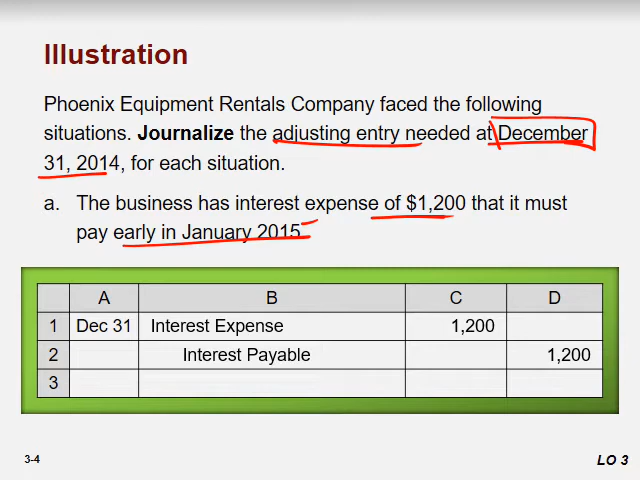 Illustration
Phoenix Equipment Rentals Company faced the following
situations. Journalize the adjusting entry needed at December
31, 2014, for each situation.
a. The business has interest expense of $1,200 that it must
pay early in January 2015.
A B C D
1 Dec 31 Interest Expense 1,200
2 Interest Payable 1,200
3
3-4 LO 3